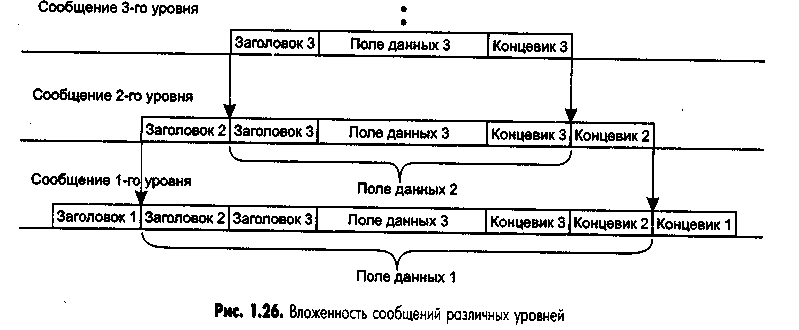 Сообщение 3-го уровня
Заголовок 3 Поле данных 3 Концевик 3
Сообщение 2-го уровня
Заголовок 2 Заголовок 3 Поле данных 3 Концевик 3 Концевик 2
Поле данных 2
Сообщение 1-го уровня
Заголовок 1 Заголовок 2 Заголовок 3 Поле данных 3 Концевик 3 Концевик 2 Концевик 1
Поле данных 1
Рис. 1.26. Вложенность сообщений различных уровней